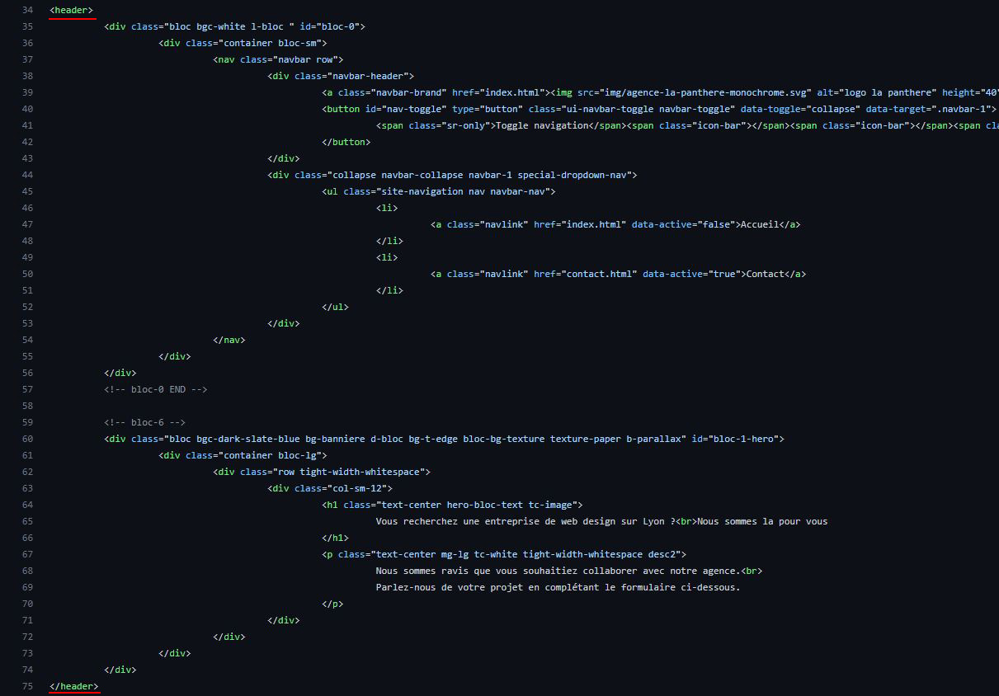 34 <header>
35 <div class="bloc bgc-white l-bloc " id="bloc-0">
36 <div class="container bloc-sm">
37 <nav class="navbar row">
38 <div class="navbar-header">
39 <a class="navbar-brand" href="index.html"><img src="img/agence-la-panthere-monochrome.svg" alt="logo la panthere" height="40"
40 <button id="nav-toggle" type="button" class="ui-navbar-toggle navbar-toggle" data-toggle="collapse" data-target=".navbar-1">
41 <span class="sr-only">Toggle navigation</span><span class="icon-bar"></span><span class="icon-bar"></span><span cla
42 </button>
43 </div>
44 <div class="collapse navbar-collapse navbar-1 special-dropdown-nav">
45 <ul class="site-navigation nav navbar-nav">
46 <li>
47 <a class="navlink" href="index.html" data-active="false">Accueil</a>
48 </li>
49 <li>
50 <a class="navlink" href="contact.html" data-active="true">Contact</a>
51 </li>
52 </ul>
53 </div>
54 </nav>
55 </div>
56 </div>
57 <!-- bloc-0 END -->
58
59 <!-- bloc-6 -->
60 <div class="bloc bgc-dark-slate-blue bg-banniere d-bloc bg-t-edge bloc-bg-texture texture-paper b-parallax" id="bloc-1-hero">
61 <div class="container bloc-lg">
62 <div class="row tight-width-whitespace">
63 <div class="col-sm-12">
64 <h1 class="text-center hero-bloc-text tc-image">
65 Vous recherchez une entreprise de web design sur Lyon ?<br>Nous sommes la pour vous
66 </h1>
67 <p class="text-center mg-lg tc-white tight-width-whitespace desc2">
68 Nous sommes ravis que vous souhaitiez collaborer avec notre agence.<br>
69 Parlez-nous de votre projet en complétant le formulaire ci-dessous.
70 </p>
71 </div>
72 </div>
73 </div>
74 </div>
75 </header>